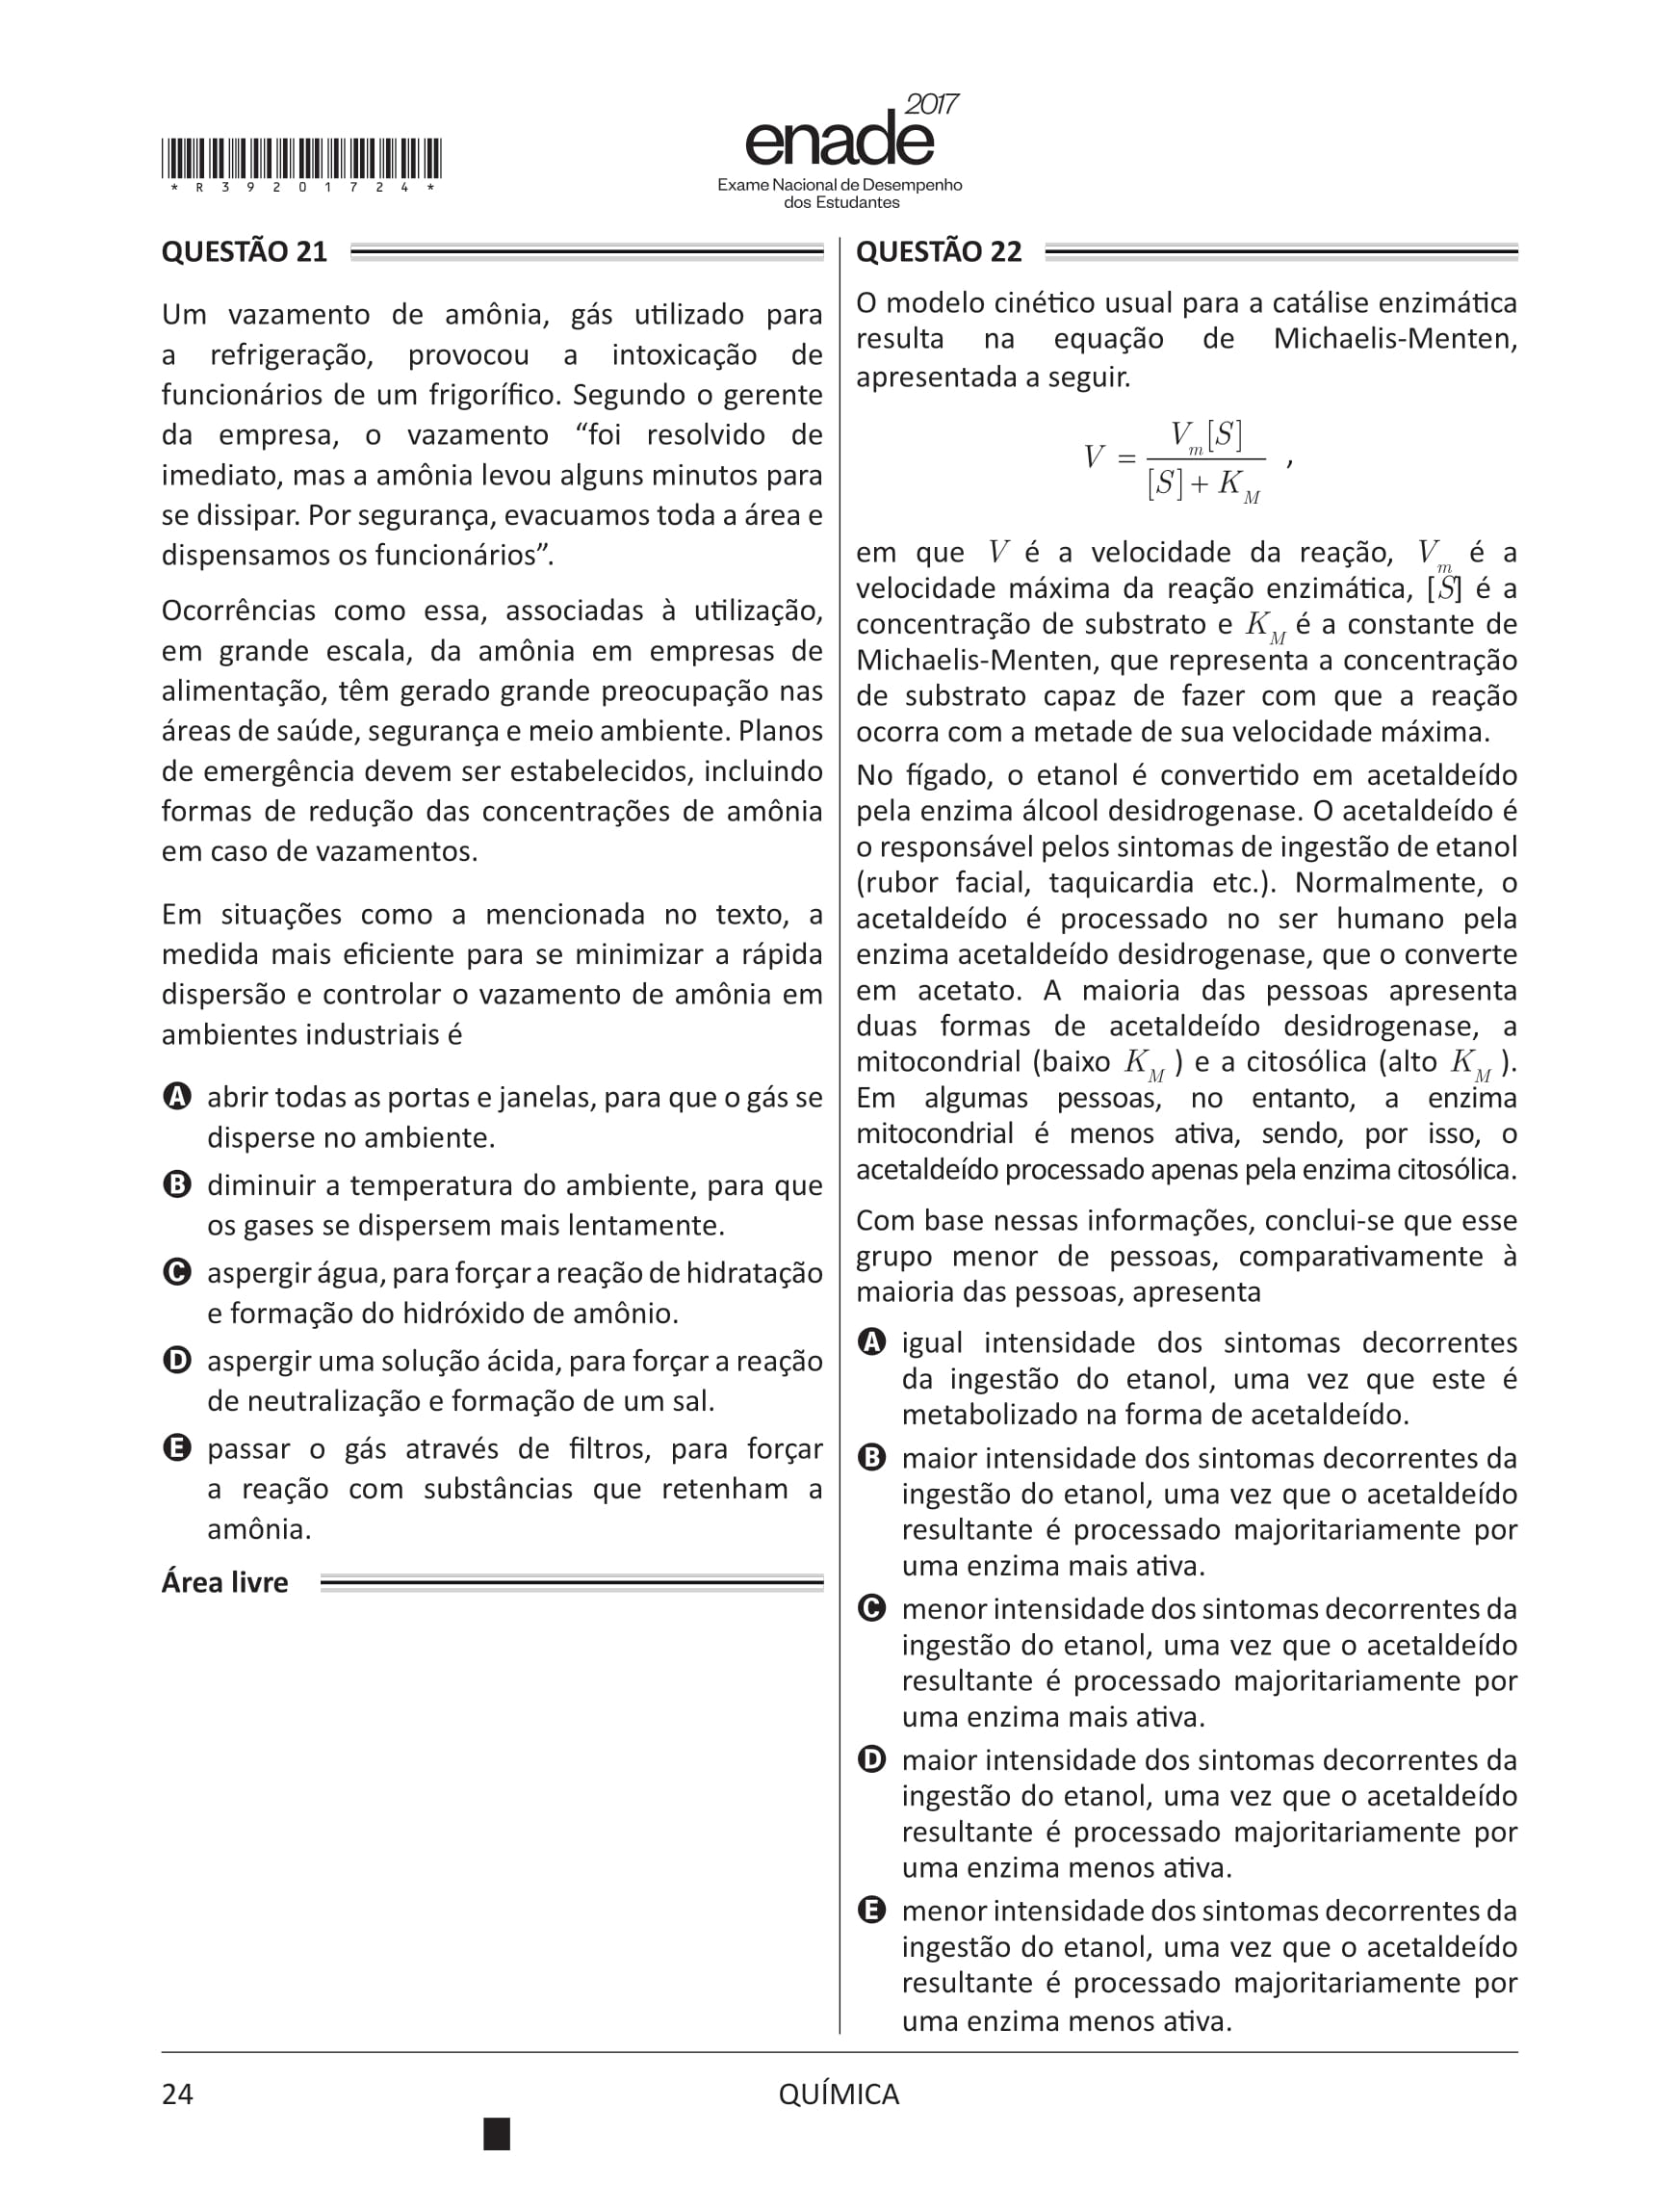 *R39201724*
enade 2017
Exame Nacional de Desempenho
dos Estudantes
QUESTÃO 21
Um vazamento de amônia, gás utilizado para
a refrigeração, provocou a intoxicação de
funcionários de um frigorífico. Segundo o gerente
da empresa, o vazamento “foi resolvido de
imediato, mas a amônia levou alguns minutos para
se dissipar. Por segurança, evacuamos toda a área e
dispensamos os funcionários”.
Ocorrências como essa, associadas à utilização,
em grande escala, da amônia em empresas de
alimentação, têm gerado grande preocupação nas
áreas de saúde, segurança e meio ambiente. Planos
de emergência devem ser estabelecidos, incluindo
formas de redução das concentrações de amônia
em caso de vazamentos.
Em situações como a mencionada no texto, a
medida mais eficiente para se minimizar a rápida
dispersão e controlar o vazamento de amônia em
ambientes industriais é
A abrir todas as portas e janelas, para que o gás se
disperse no ambiente.
B diminuir a temperatura do ambiente, para que
os gases se dispersem mais lentamente.
C aspergir água, para forçar a reação de hidratação
e formação do hidróxido de amônio.
D aspergir uma solução ácida, para forçar a reação
de neutralização e formação de um sal.
E passar o gás através de filtros, para forçar
a reação com substâncias que retenham a
amônia.
Área livre
QUESTÃO 22
O modelo cinético usual para a catálise enzimática
resulta na equação de Michaelis-Menten,
apresentada a seguir.
V = V_m[S] / ([S] + K_M) ,
em que V é a velocidade da reação, V_m é a
velocidade máxima da reação enzimática, [S] é a
concentração de substrato e K_M é a constante de
Michaelis-Menten, que representa a concentração
de substrato capaz de fazer com que a reação
ocorra com a metade de sua velocidade máxima.
No fígado, o etanol é convertido em acetaldeído
pela enzima álcool desidrogenase. O acetaldeído é
o responsável pelos sintomas de ingestão de etanol
(rubor facial, taquicardia etc.). Normalmente, o
acetaldeído é processado no ser humano pela
enzima acetaldeído desidrogenase, que o converte
em acetato. A maioria das pessoas apresenta
duas formas de acetaldeído desidrogenase, a
mitocondrial (baixo K_M ) e a citosólica (alto K_M ).
Em algumas pessoas, no entanto, a enzima
mitocondrial é menos ativa, sendo, por isso, o
acetaldeído processado apenas pela enzima citosólica.
Com base nessas informações, conclui-se que esse
grupo menor de pessoas, comparativamente à
maioria das pessoas, apresenta
A igual intensidade dos sintomas decorrentes
da ingestão do etanol, uma vez que este é
metabolizado na forma de acetaldeído.
B maior intensidade dos sintomas decorrentes da
ingestão do etanol, uma vez que o acetaldeído
resultante é processado majoritariamente por
uma enzima mais ativa.
C menor intensidade dos sintomas decorrentes da
ingestão do etanol, uma vez que o acetaldeído
resultante é processado majoritariamente por
uma enzima mais ativa.
D maior intensidade dos sintomas decorrentes da
ingestão do etanol, uma vez que o acetaldeído
resultante é processado majoritariamente por
uma enzima menos ativa.
E menor intensidade dos sintomas decorrentes da
ingestão do etanol, uma vez que o acetaldeído
resultante é processado majoritariamente por
uma enzima menos ativa.
24
QUÍMICA